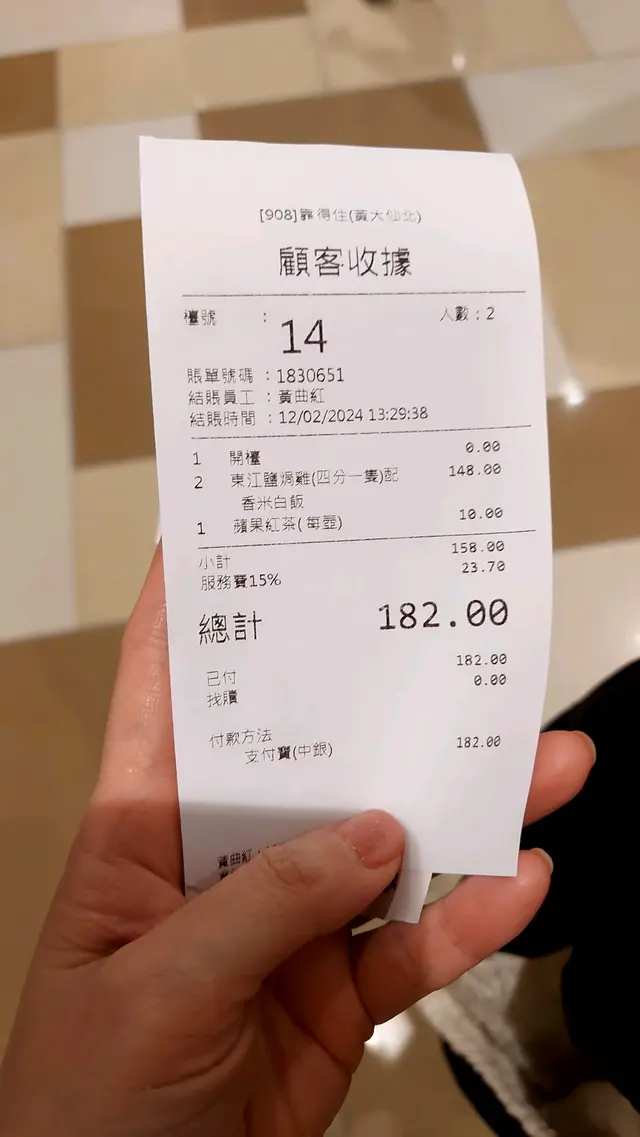 [908]靠得住(黃大仙北)
顧客收據
檯號 : 14 人數：2
賬單號碼 ：1830651
結賬員工 ：黃曲紅
結賬時間 ：12/02/2024 13:29:38
1 開檯 0.00
2 東江鹽焗雞(四分一隻)配 148.00
香米白飯
1 蘋果紅茶(每壺) 10.00
小計 158.00
服務費15% 23.70
總計 182.00
已付 182.00
找贖 0.00
付款方法
支付寶(中銀) 182.00
黃曲紅